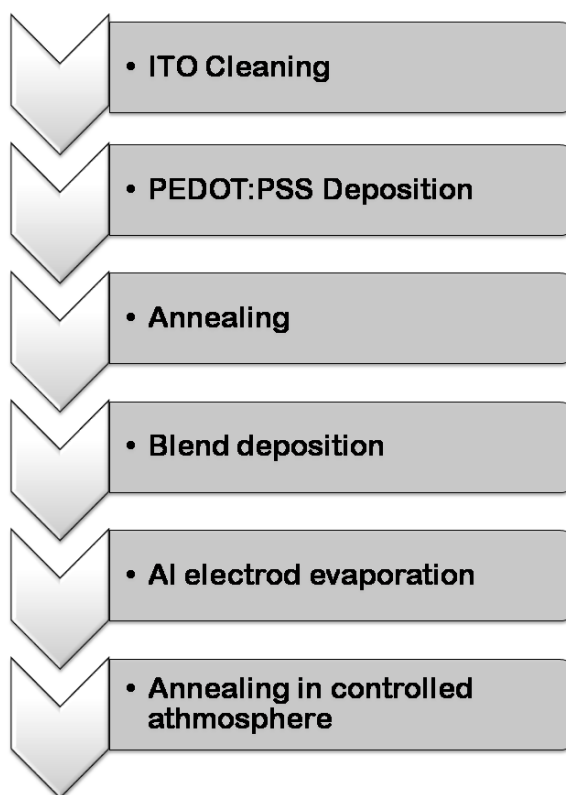 • ITO Cleaning
• PEDOT:PSS Deposition
• Annealing
• Blend deposition
• Al electrod evaporation
• Annealing in controlled
athmosphere